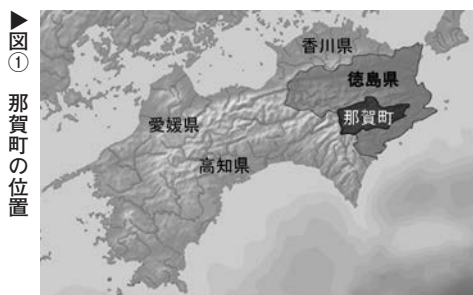 ▶図① 那賀町の位置
香川県
徳島県
那賀町
愛媛県
高知県